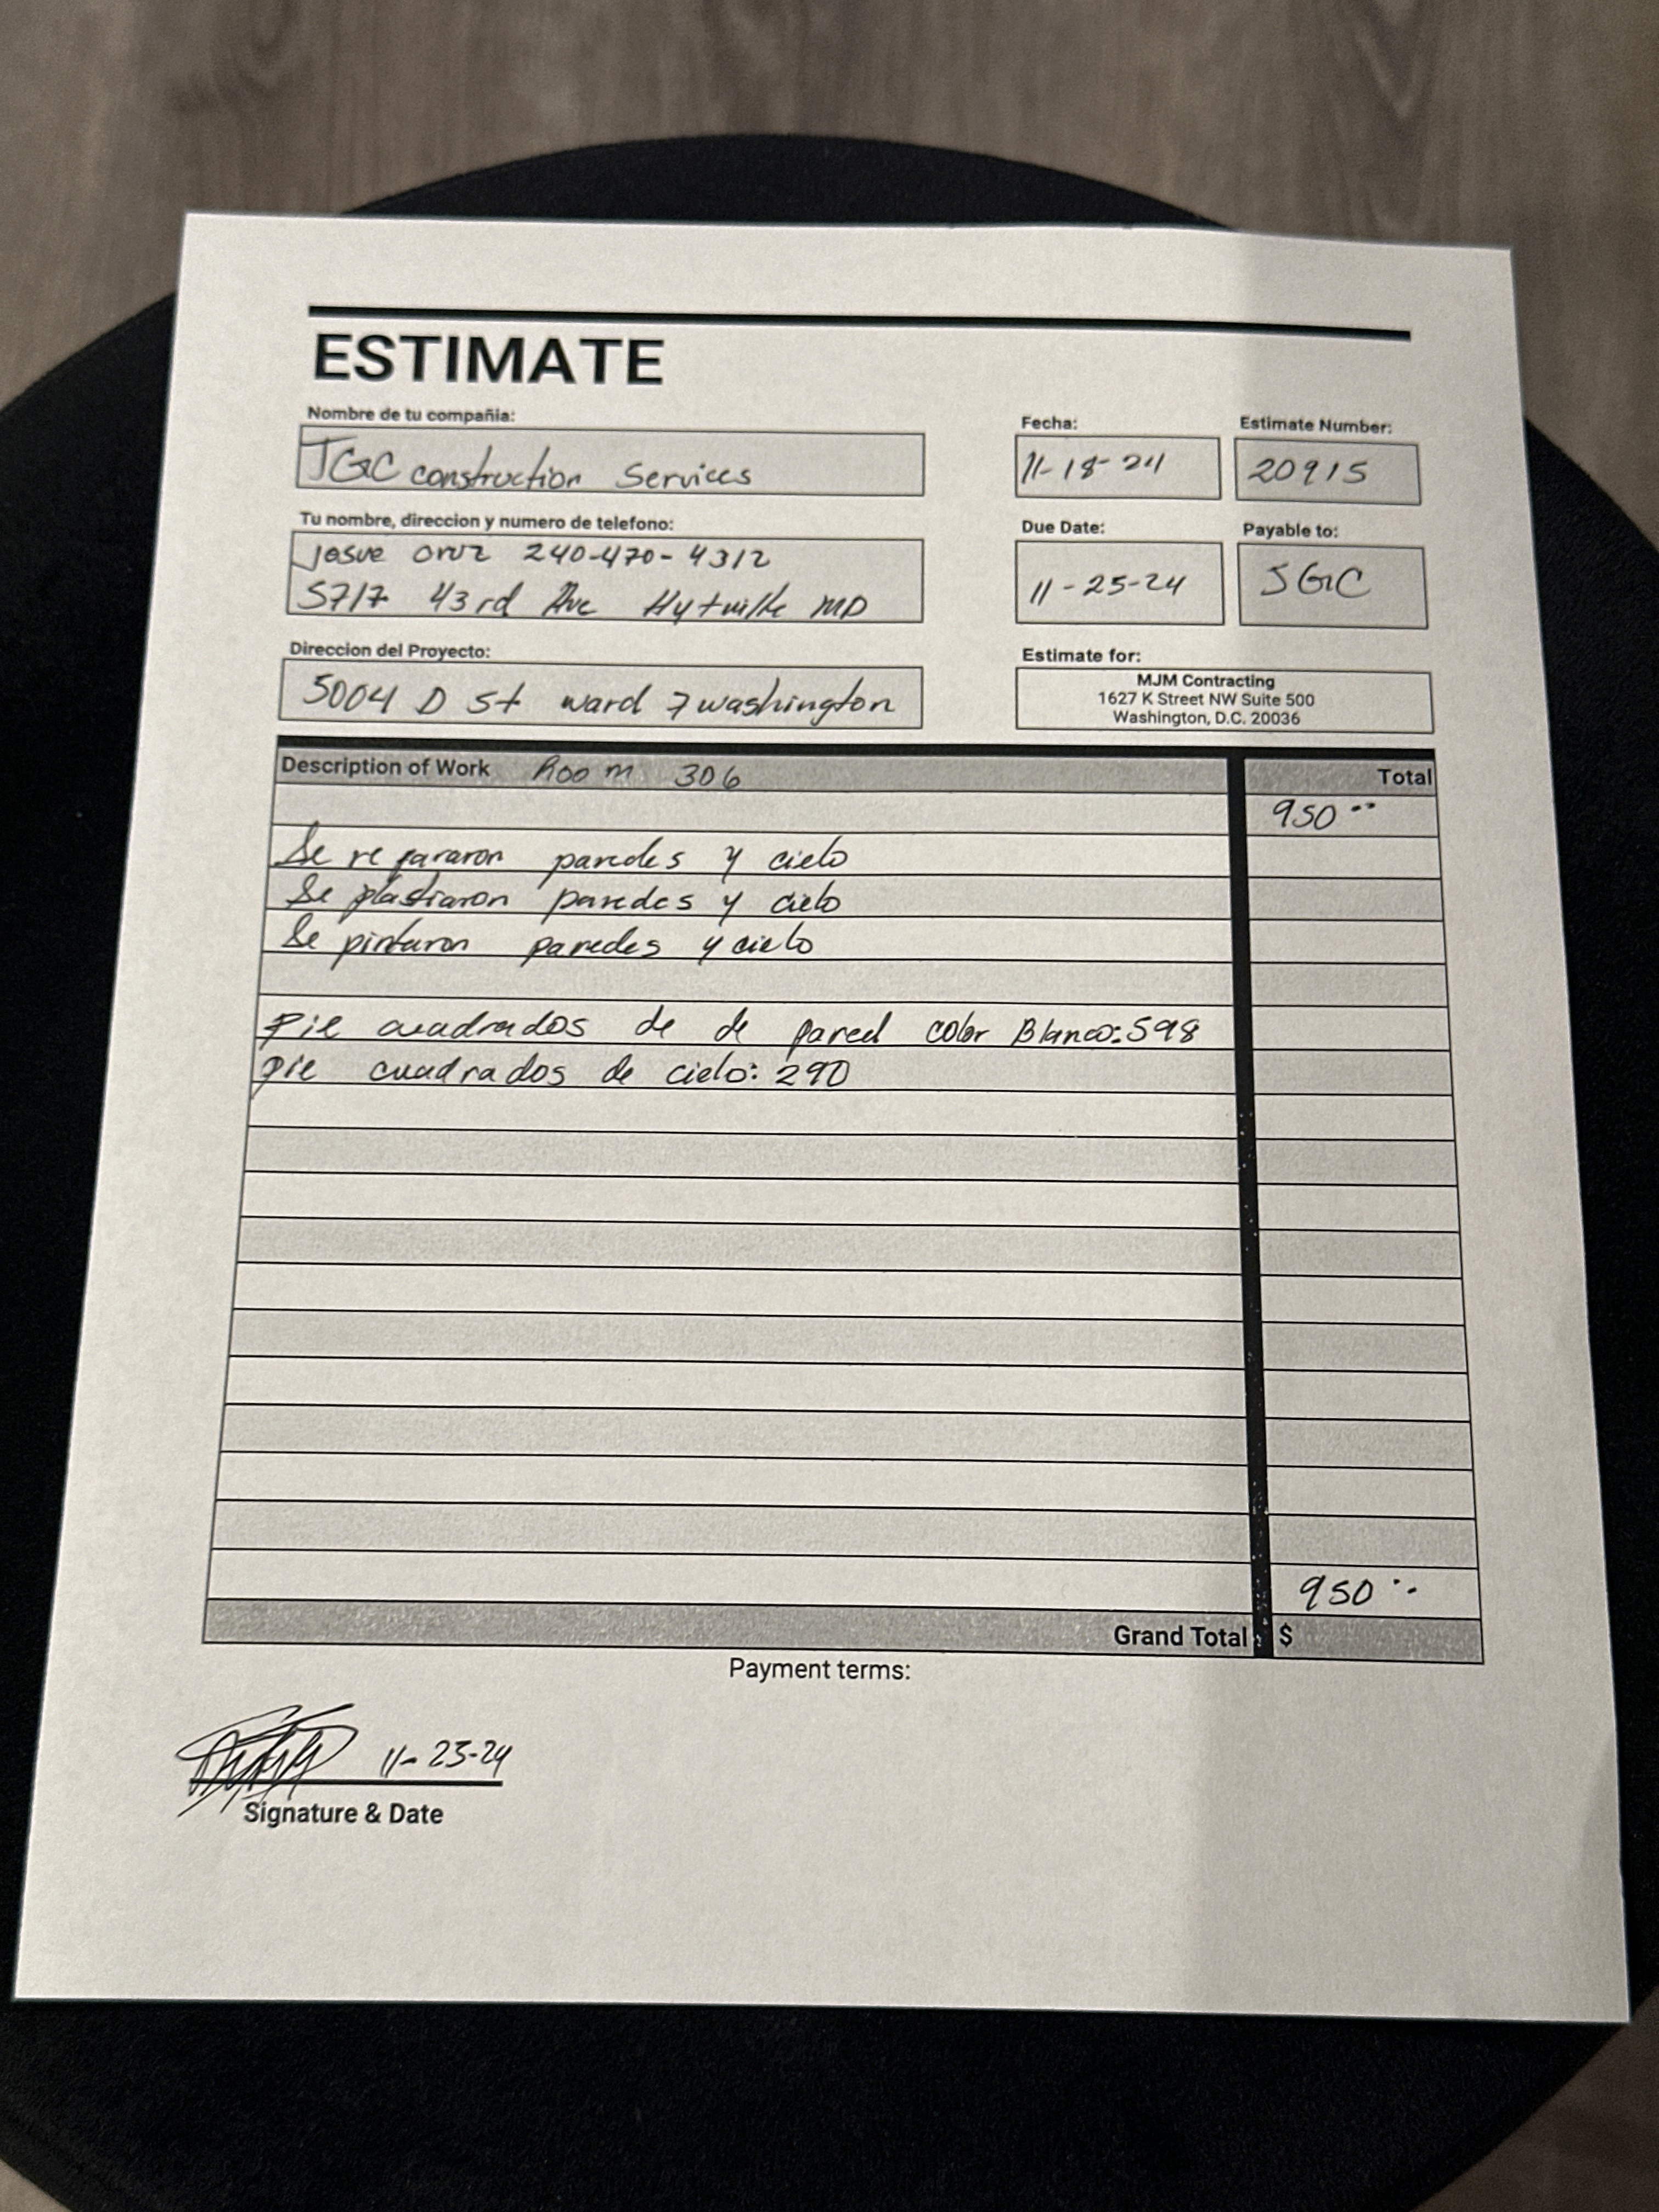 ESTIMATE
Nombre de tu compañia:
JGC construction Services
Fecha:
11-18-24
Estimate Number:
20915
Tu nombre, direccion y numero de telefono:
Josue cruz 240-470-4312
5717 43rd Ave Hytville MD
Due Date:
11-25-24
Payable to:
JGC
Direccion del Proyecto:
5004 D St ward 7 washington
Estimate for:
MJM Contracting
1627 K Street NW Suite 500
Washington, D.C. 20036
Description of Work Room 306
Total
950
Se repararon paredes y cielo
Se plastiaron paredes y cielo
Se pintaron paredes y cielo
pie cuadrados de de pared color Blanco: 598
pie cuadrados de cielo: 290
950
Grand Total $
Payment terms:
11-23-24
Signature & Date